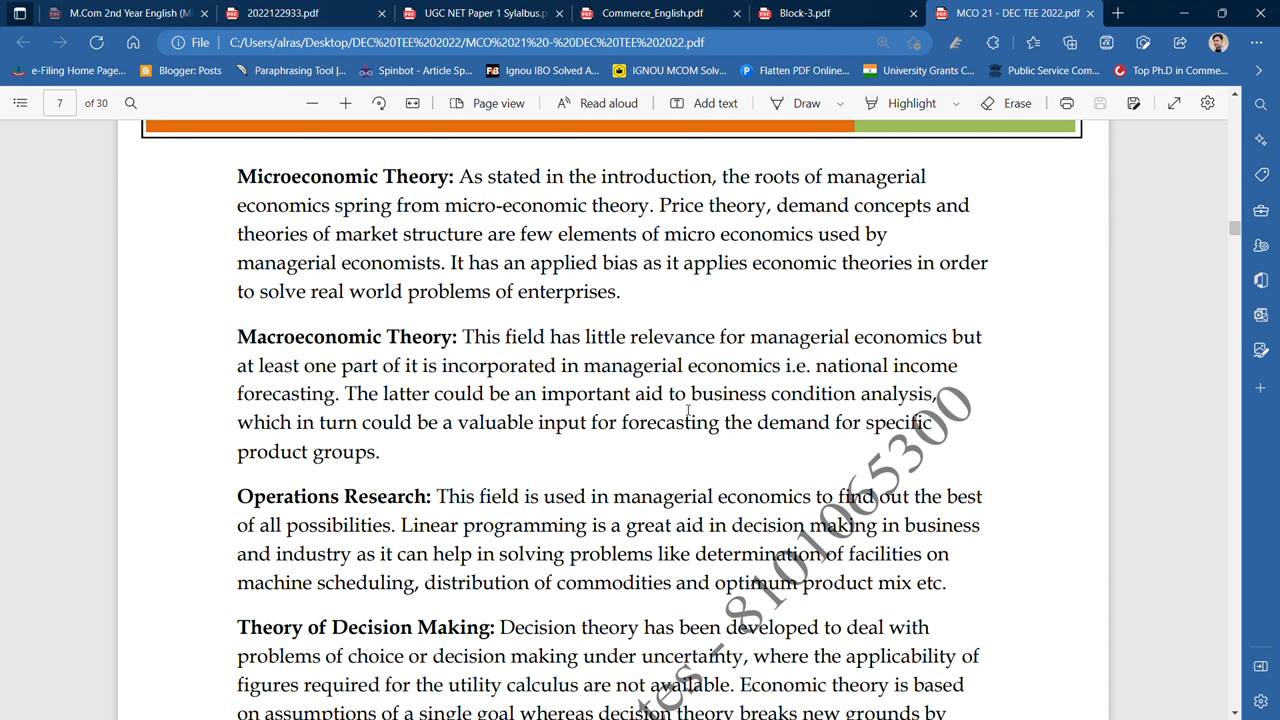 M.Com 2nd Year English (M
2022122933.pdf
UGC NET Paper 1 Sylabus.p
Commerce_English.pdf
Block-3.pdf
MCO 21 - DEC TEE 2022.pdf
File
C:/Users/alras/Desktop/DEC%20TEE%202022/MCO%2021%20-%20DEC%20TEE%202022.pdf
e-Filing Home Page...
Blogger: Posts
Paraphrasing Tool |...
Spinbot - Article Sp...
Ignou IBO Solved A...
IGNOU MCOM Solv...
Flatten PDF Online...
University Grants C...
Public Service Com...
Top Ph.D in Comme...
7 of 30
Page view
Read aloud
Add text
Draw
Highlight
Erase
Microeconomic Theory: As stated in the introduction, the roots of managerial
economics spring from micro-economic theory. Price theory, demand concepts and
theories of market structure are few elements of micro economics used by
managerial economists. It has an applied bias as it applies economic theories in order
to solve real world problems of enterprises.
Macroeconomic Theory: This field has little relevance for managerial economics but
at least one part of it is incorporated in managerial economics i.e. national income
forecasting. The latter could be an important aid to business condition analysis,
which in turn could be a valuable input for forecasting the demand for specific
product groups.
Operations Research: This field is used in managerial economics to find out the best
of all possibilities. Linear programming is a great aid in decision making in business
and industry as it can help in solving problems like determination of facilities on
machine scheduling, distribution of commodities and optimum product mix etc.
Theory of Decision Making: Decision theory has been developed to deal with
problems of choice or decision making under uncertainty, where the applicability of
figures required for the utility calculus are not available. Economic theory is based
on assumptions of a single goal whereas decision theory breaks new grounds by
tes - 8101065300